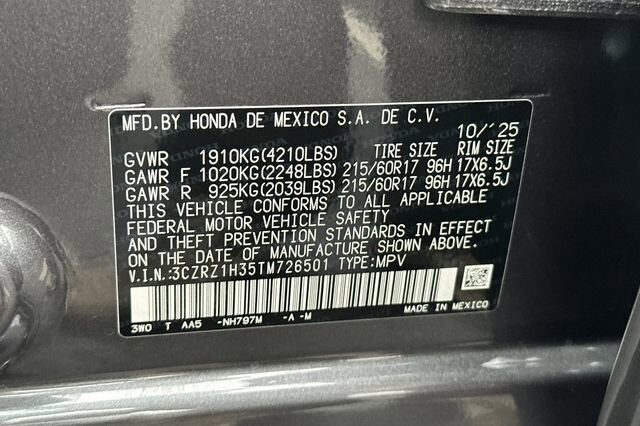 MFD.BY HONDA DE MEXICO S.A. DE C.V.
10/'25
GVWR 1910KG(4210LBS) TIRE SIZE RIM SIZE
GAWR F 1020KG(2248LBS) 215/60R17 96H 17X6.5J
GAWR R 925KG(2039LBS) 215/60R17 96H 17X6.5J
THIS VEHICLE CONFORMS TO ALL APPLICABLE
FEDERAL MOTOR VEHICLE SAFETY
AND THEFT PREVENTION STANDARDS IN EFFECT
ON THE DATE OF MANUFACTURE SHOWN ABOVE.
V.I.N.:3CZRZ1H35TM726501 TYPE:MPV
3W0 T AA5 -NH797M -A -M MADE IN MEXICO